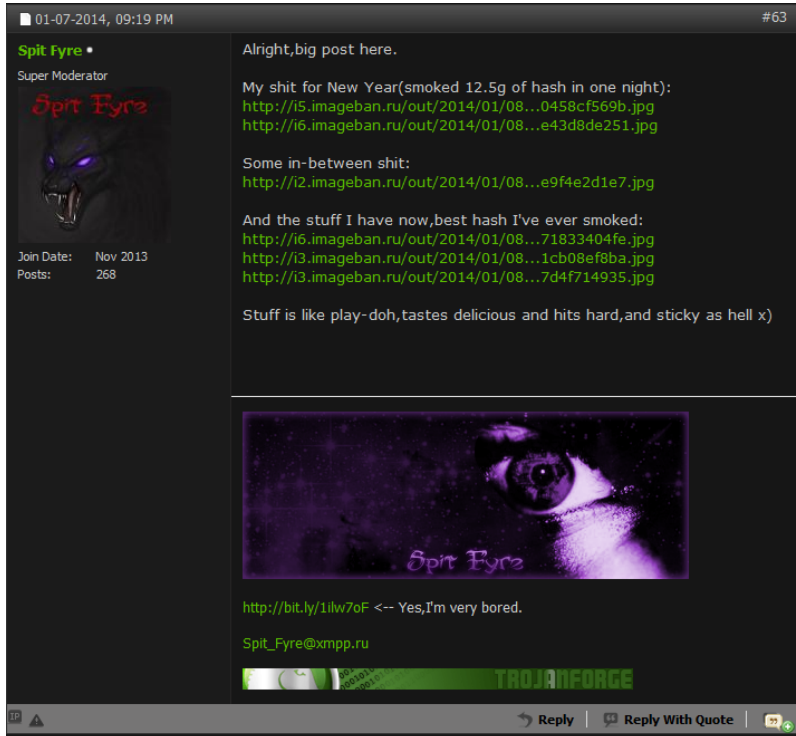 01-07-2014, 09:19 PM
#63
Spit Fyre
Super Moderator
Spit Fyre
Join Date: Nov 2013
Posts: 268
Alright,big post here.
My shit for New Year(smoked 12.5g of hash in one night):
http://i5.imageban.ru/out/2014/01/08...0458cf569b.jpg
http://i6.imageban.ru/out/2014/01/08...e43d8de251.jpg
Some in-between shit:
http://i2.imageban.ru/out/2014/01/08...e9f4e2d1e7.jpg
And the stuff I have now,best hash I've ever smoked:
http://i6.imageban.ru/out/2014/01/08...71833404fe.jpg
http://i3.imageban.ru/out/2014/01/08...1cb08ef8ba.jpg
http://i3.imageban.ru/out/2014/01/08...7d4f714935.jpg
Stuff is like play-doh,tastes delicious and hits hard,and sticky as hell x)
Spit Fyre
http://bit.ly/1ilw7oF <-- Yes,I'm very bored.
Spit_Fyre@xmpp.ru
TROJANFORGE
IP
Reply
Reply With Quote